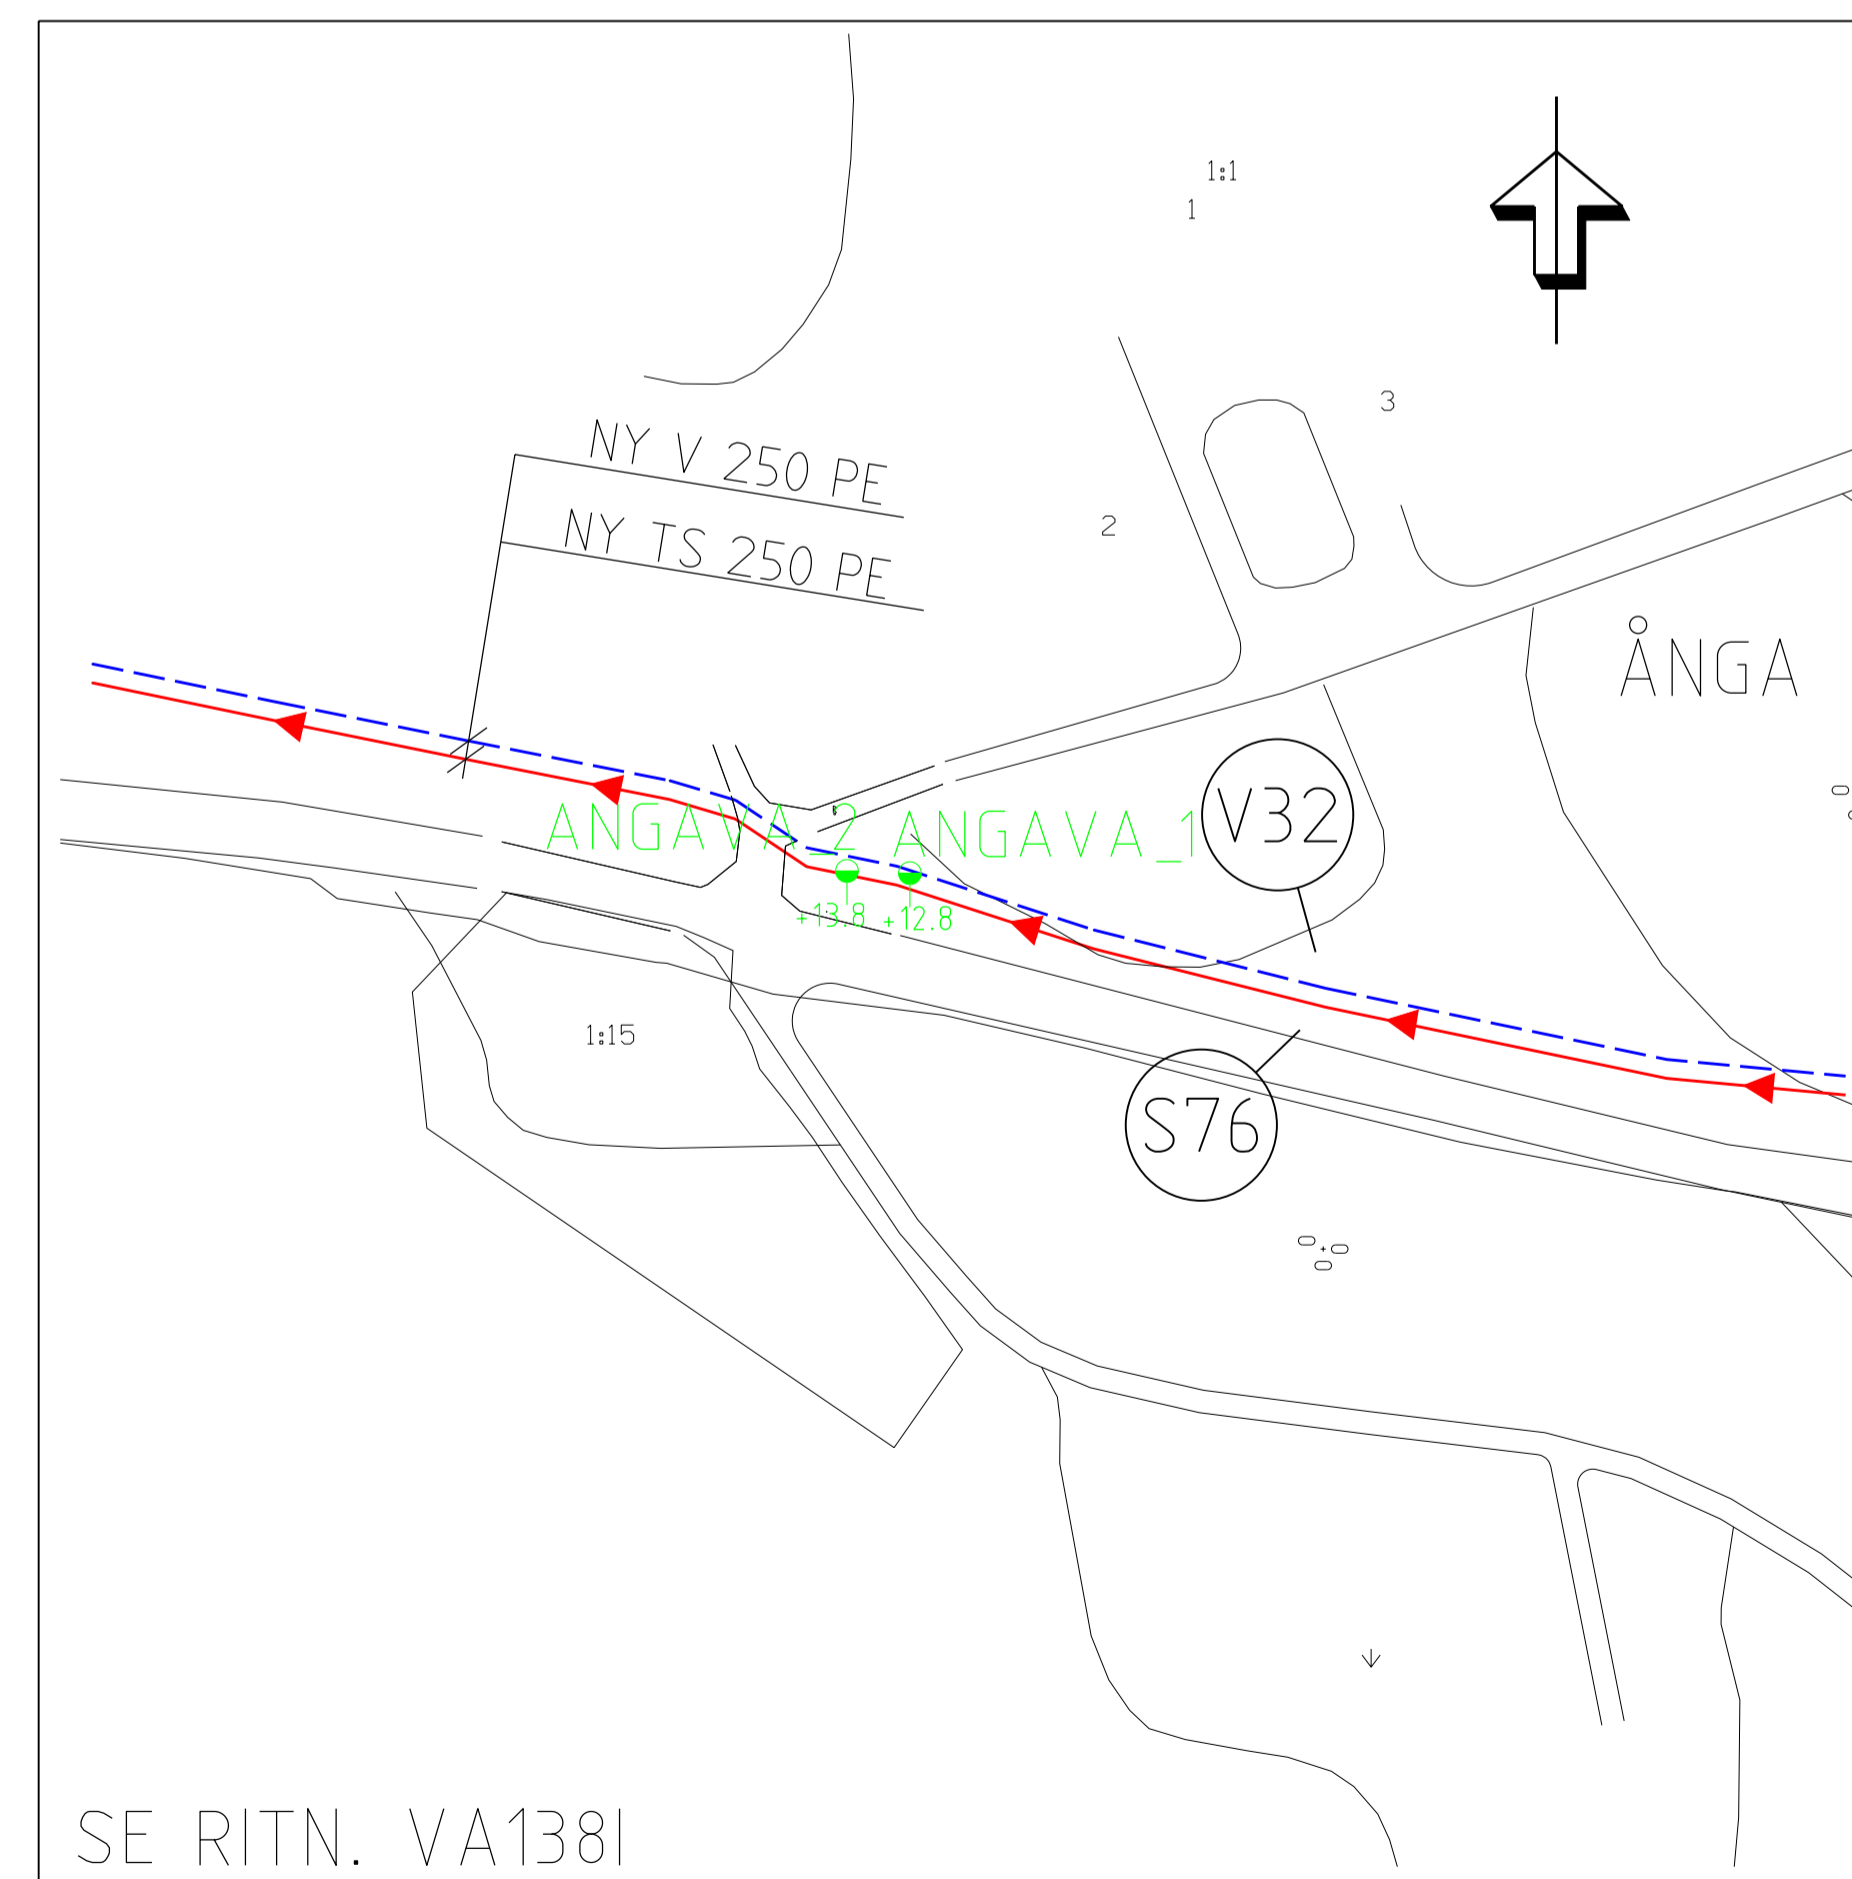 1:1
1
3
NY V 250 PE
2
NY TS 250 PE
ÅNGA
V32
ANGAVA_2 ANGAVA_1
+13.8 +12.8
1:15
S76
SE RITN. VA138I